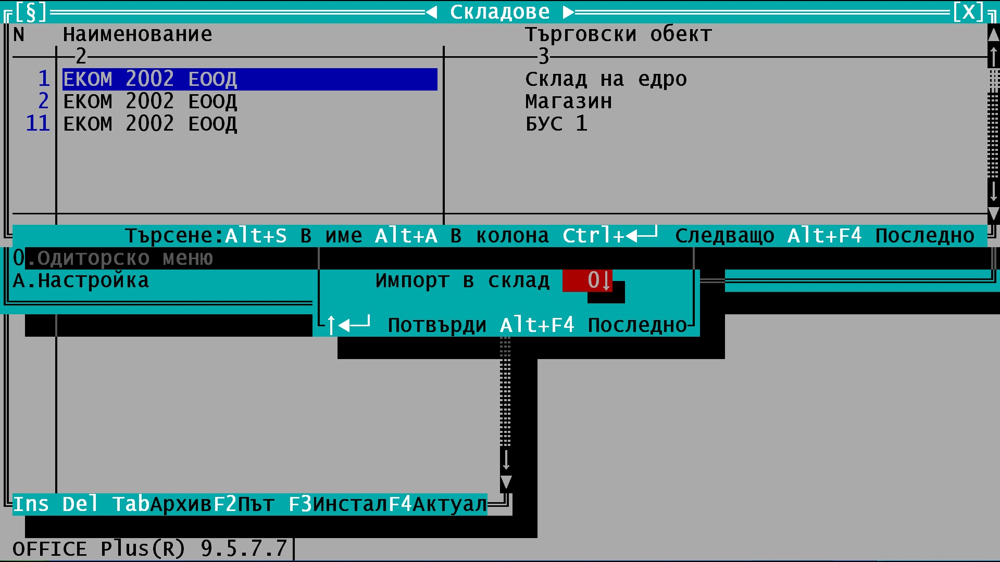 [§] Складове [X]
N Наименование Търговски обект
2 3
1 ЕКОМ 2002 ЕООД Склад на едро
2 ЕКОМ 2002 ЕООД Магазин
11 ЕКОМ 2002 ЕООД БУС 1
Търсене:Alt+S В име Alt+A В колона Ctrl+ Следващо Alt+F4 Последно
О.Одиторско меню
А.Настройка
Импорт в склад 0↓
↑ Потвърди Alt+F4 Последно
Ins Del TabАрхивF2Път F3ИнсталF4Актуал
OFFICE Plus(R) 9.5.7.7